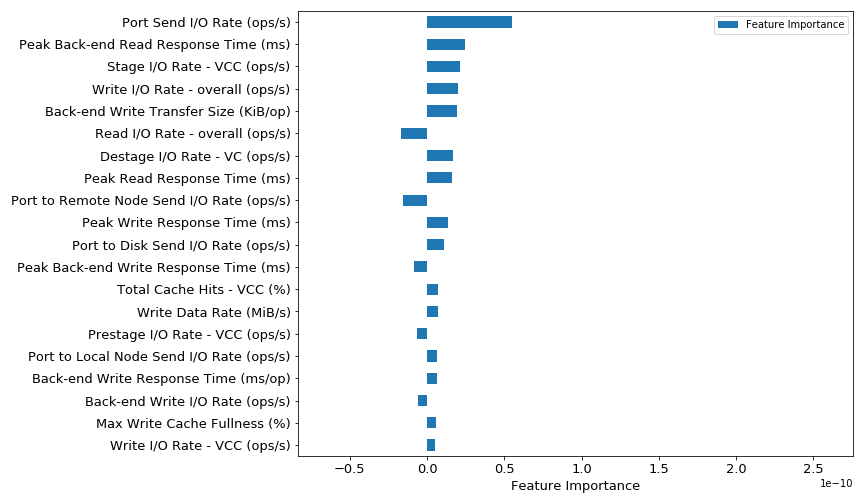 Port Send I/O Rate (ops/s)
Peak Back-end Read Response Time (ms)
Stage I/O Rate - VCC (ops/s)
Write I/O Rate - overall (ops/s)
Back-end Write Transfer Size (KiB/op)
Read I/O Rate - overall (ops/s)
Destage I/O Rate - VC (ops/s)
Peak Read Response Time (ms)
Port to Remote Node Send I/O Rate (ops/s)
Peak Write Response Time (ms)
Port to Disk Send I/O Rate (ops/s)
Peak Back-end Write Response Time (ms)
Total Cache Hits - VCC (%)
Write Data Rate (MiB/s)
Prestage I/O Rate - VCC (ops/s)
Port to Local Node Send I/O Rate (ops/s)
Back-end Write Response Time (ms/op)
Back-end Write I/O Rate (ops/s)
Max Write Cache Fullness (%)
Write I/O Rate - VCC (ops/s)
Feature Importance
−0.5 0.0 0.5 1.0 1.5 2.0 2.5
Feature Importance
1e−10